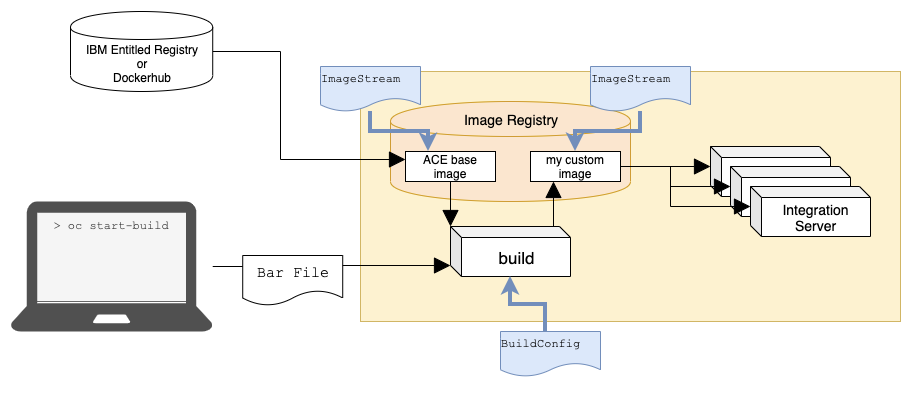 IBM Entitled Registry
or
Dockerhub
ImageStream
ImageStream
Image Registry
ACE base
image
my custom
image
> oc start-build
Integration
Server
build
Bar File
BuildConfig